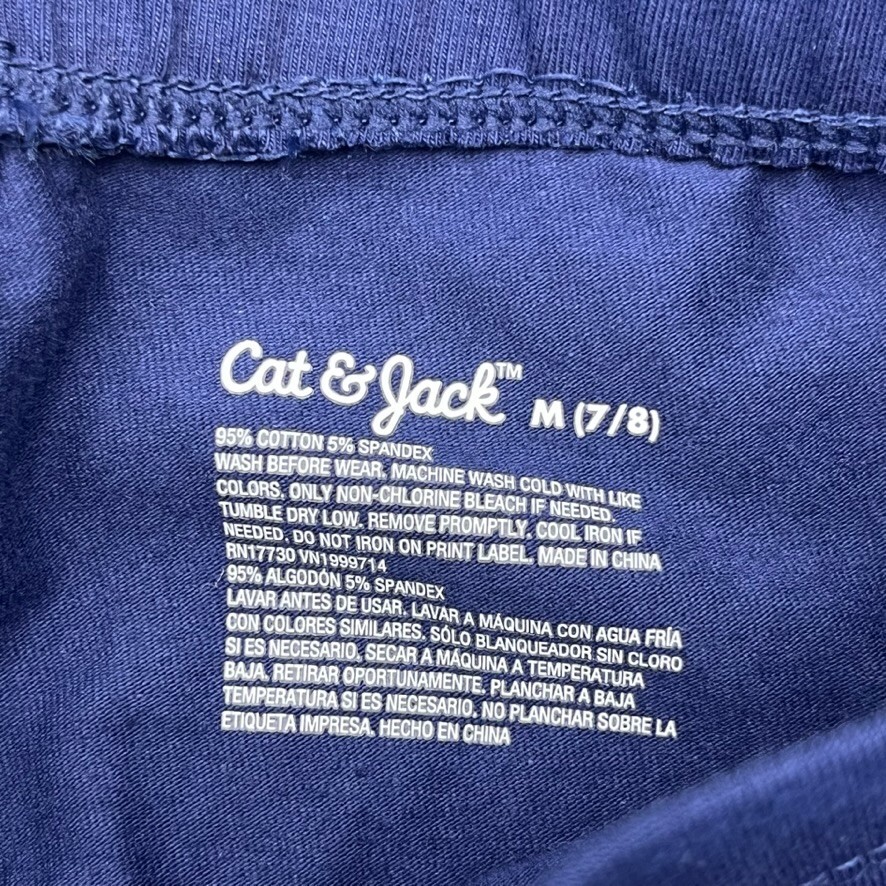 Cat & Jack™ M (7/8)
95% COTTON 5% SPANDEX
WASH BEFORE WEAR. MACHINE WASH COLD WITH LIKE
COLORS. ONLY NON-CHLORINE BLEACH IF NEEDED.
TUMBLE DRY LOW. REMOVE PROMPTLY. COOL IRON IF
NEEDED. DO NOT IRON ON PRINT LABEL. MADE IN CHINA
RN17730 VN1999714
95% ALGODÓN 5% SPANDEX
LAVAR ANTES DE USAR. LAVAR A MÁQUINA CON AGUA FRÍA
CON COLORES SIMILARES. SÓLO BLANQUEADOR SIN CLORO
SI ES NECESARIO. SECAR A MÁQUINA A TEMPERATURA
BAJA. RETIRAR OPORTUNAMENTE. PLANCHAR A BAJA
TEMPERATURA SI ES NECESARIO. NO PLANCHAR SOBRE LA
ETIQUETA IMPRESA. HECHO EN CHINA